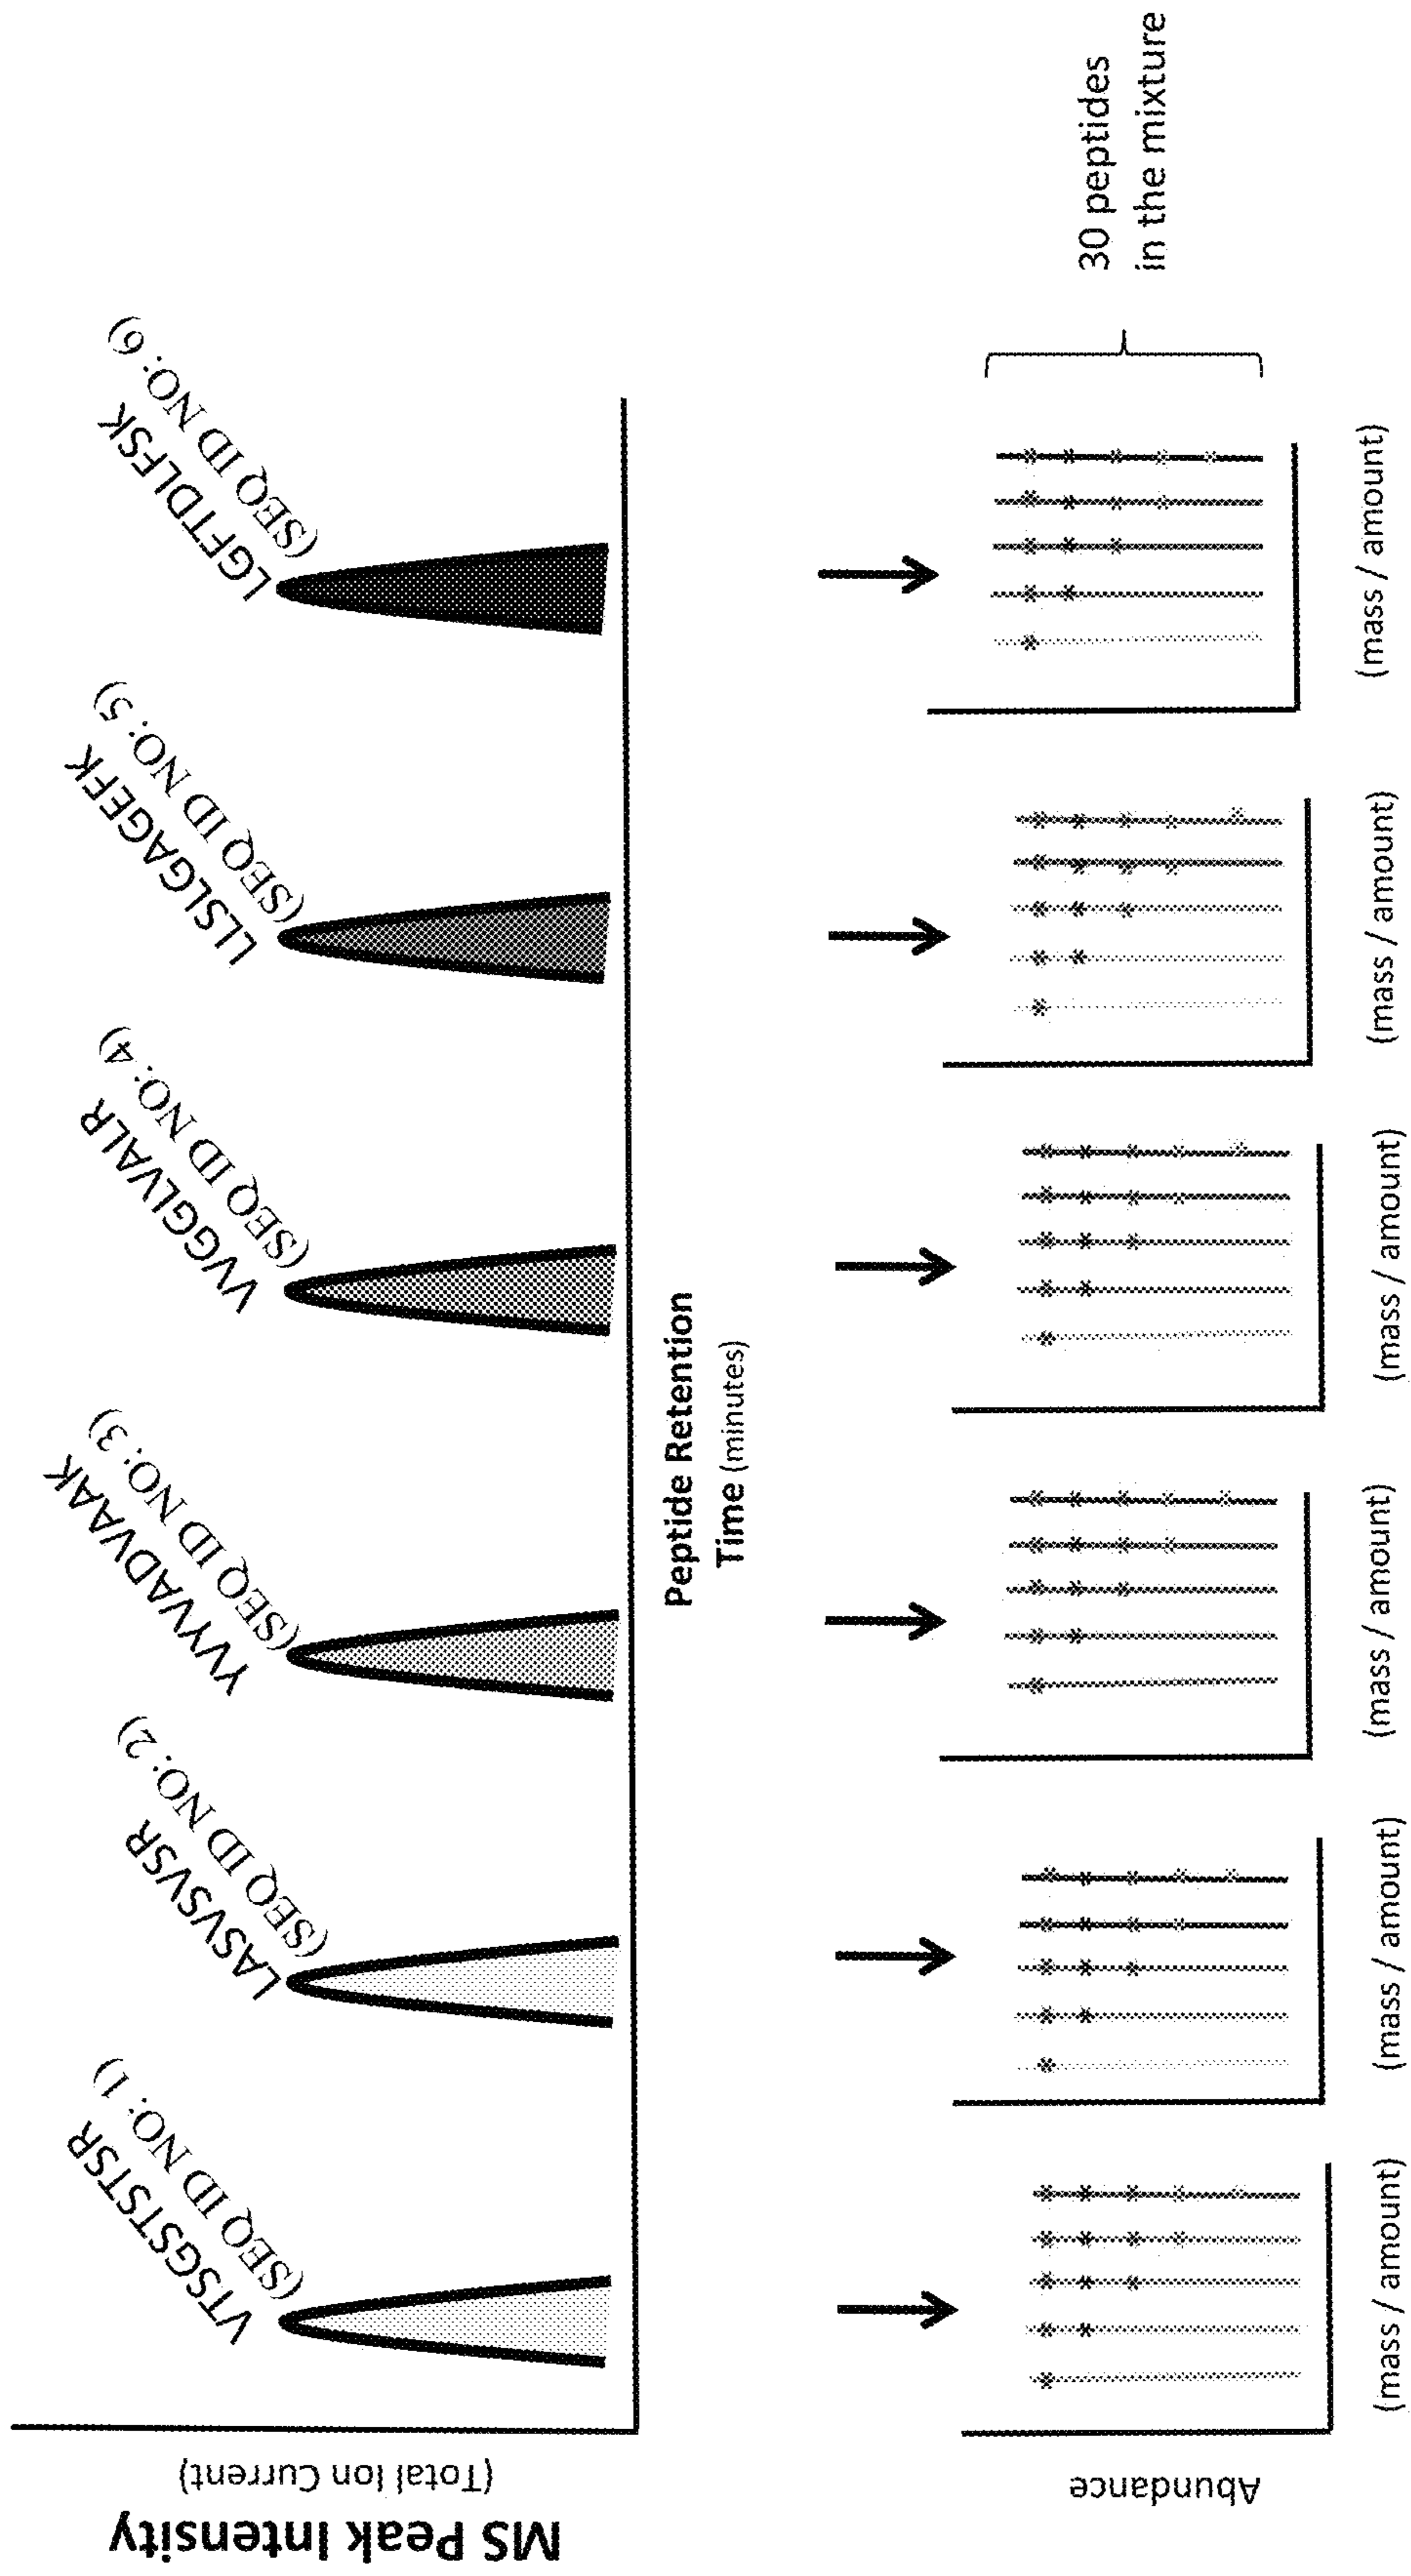 MS Peak Intensity
(Total Ion Current)
VTSGSTSTSR
(SEQ ID NO: 1)
LASVSVSR
(SEQ ID NO: 2)
YVYVADVAAK
(SEQ ID NO: 3)
VVGGLVALR
(SEQ ID NO: 4)
LLSLGAGEFK
(SEQ ID NO: 5)
LGFTDLFSK
(SEQ ID NO: 6)
Peptide Retention
Time (minutes)
Abundance
30 peptides
in the mixture
(mass / amount)
(mass / amount)
(mass / amount)
(mass / amount)
(mass / amount)
(mass / amount)